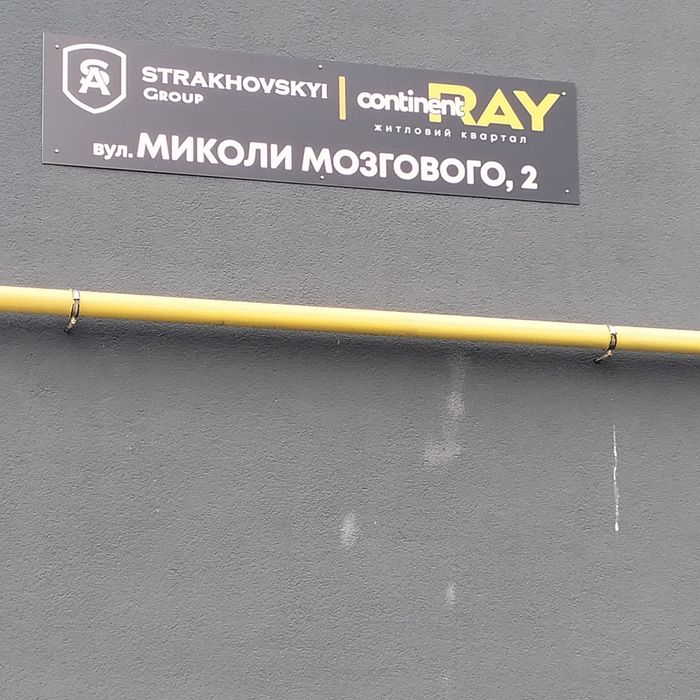 SA
STRAKHOVSKYI
GROUP
continent RAY
житловий квартал
вул. МИКОЛИ МОЗГОВОГО, 2